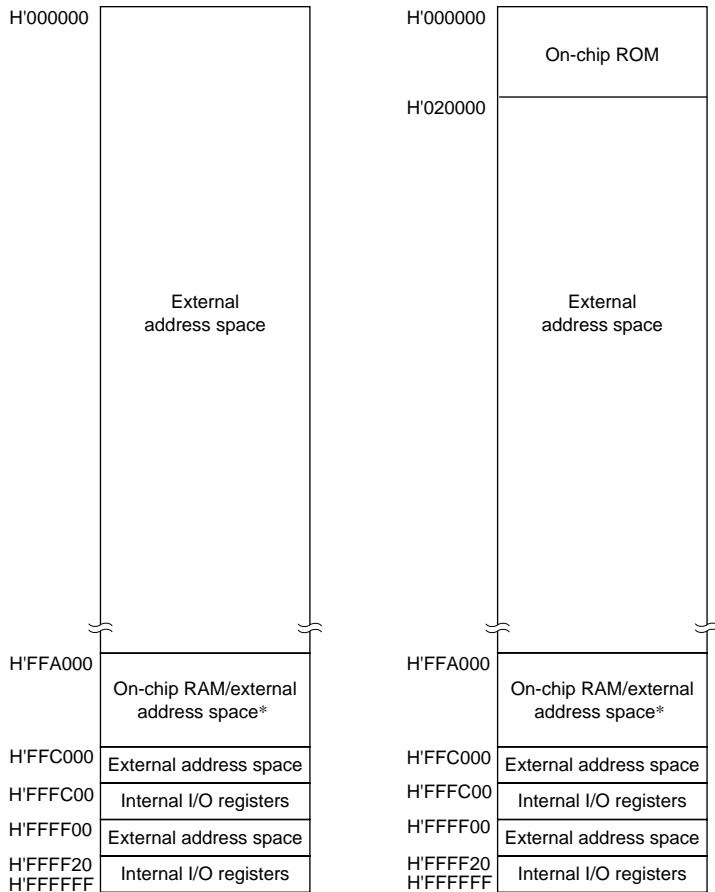 H'000000
External
address space
H'FFA000
On-chip RAM/external
address space*
H'FFC000
External address space
H'FFFC00
Internal I/O registers
H'FFFF00
External address space
H'FFFF20
Internal I/O registers
H'FFFFFF
H'000000
On-chip ROM
H'020000
External
address space
H'FFA000
On-chip RAM/external
address space*
H'FFC000
External address space
H'FFFC00
Internal I/O registers
H'FFFF00
External address space
H'FFFF20
Internal I/O registers
H'FFFFFF